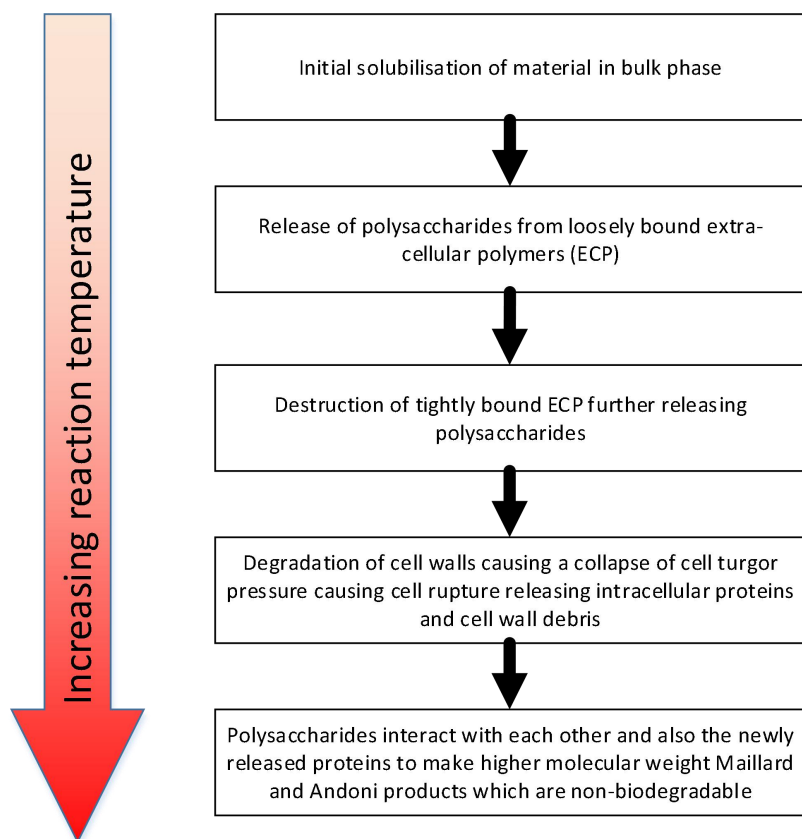 Increasing reaction temperature
Initial solubilisation of material in bulk phase
Release of polysaccharides from loosely bound extra-
cellular polymers (ECP)
Destruction of tightly bound ECP further releasing
polysaccharides
Degradation of cell walls causing a collapse of cell turgor
pressure causing cell rupture releasing intracellular proteins
and cell wall debris
Polysaccharides interact with each other and also the newly
released proteins to make higher molecular weight Maillard
and Andoni products which are non-biodegradable